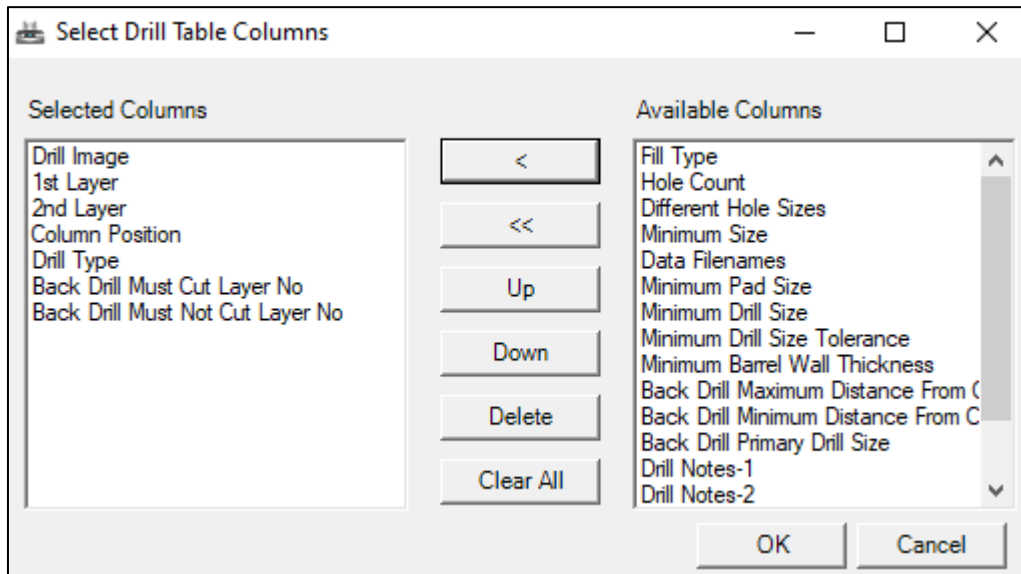 Select Drill Table Columns
Selected Columns
Drill Image
1st Layer
2nd Layer
Column Position
Drill Type
Back Drill Must Cut Layer No
Back Drill Must Not Cut Layer No
<
<<
Up
Down
Delete
Clear All
Available Columns
Fill Type
Hole Count
Different Hole Sizes
Minimum Size
Data Filenames
Minimum Pad Size
Minimum Drill Size
Minimum Drill Size Tolerance
Minimum Barrel Wall Thickness
Back Drill Maximum Distance From
Back Drill Minimum Distance From C
Back Drill Primary Drill Size
Drill Notes-1
Drill Notes-2
OK
Cancel